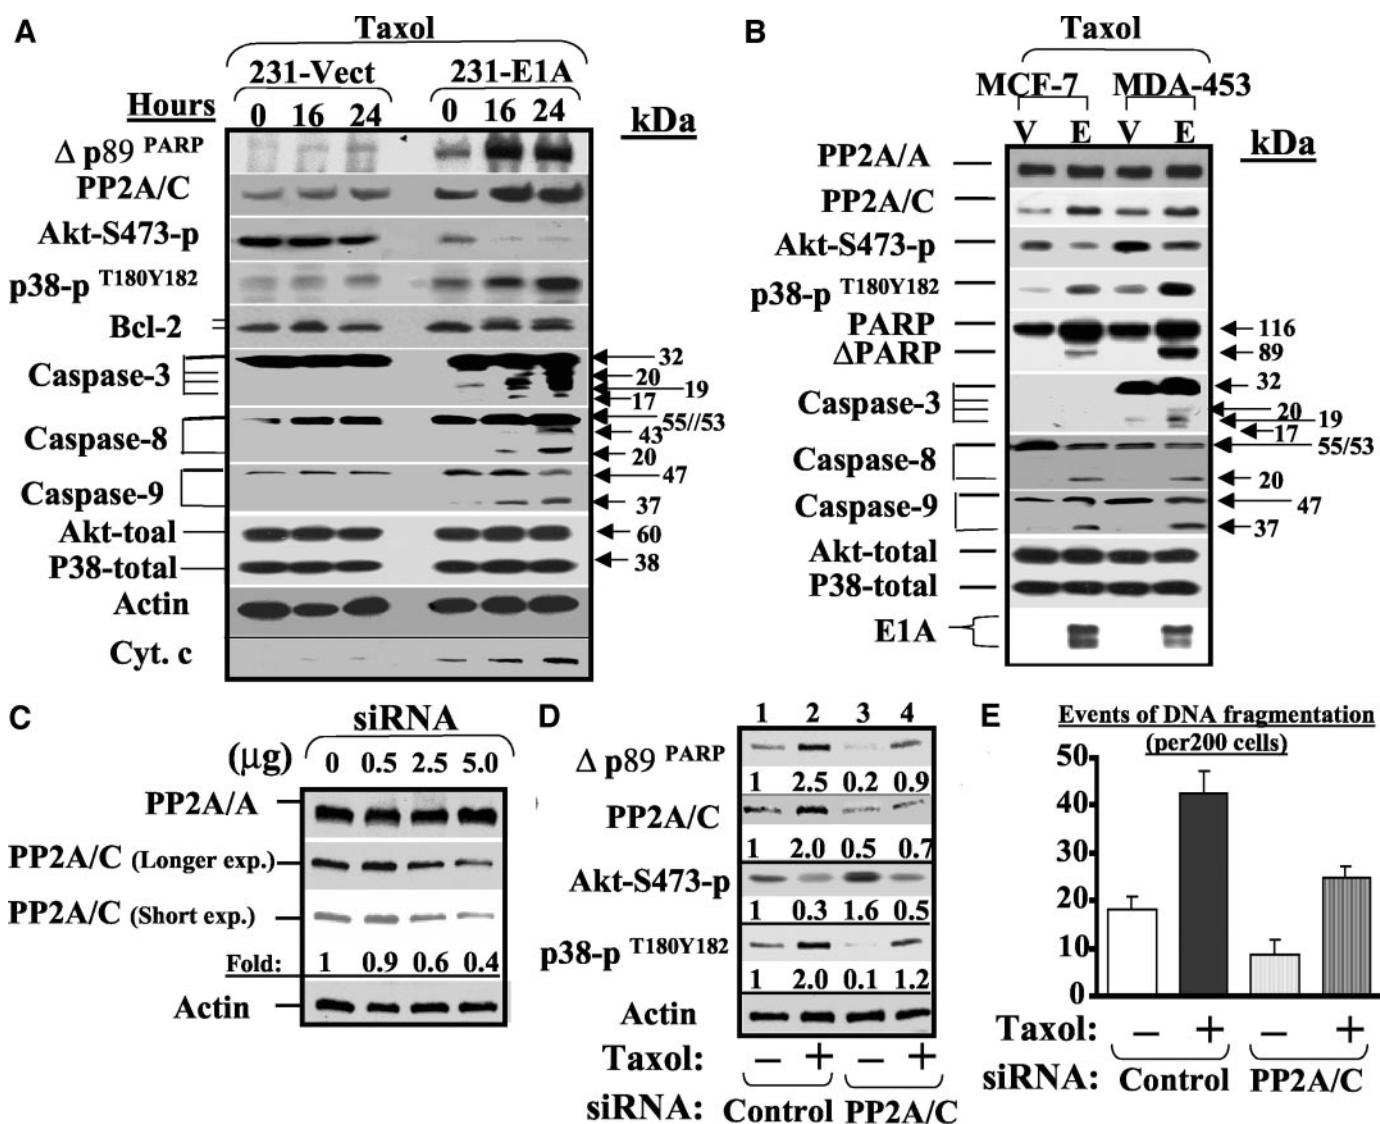 A
Taxol
231-Vect 231-E1A
Hours 0 16 24 0 16 24 kDa
Δ p89 PARP
PP2A/C
Akt-S473-p
p38-p T180Y182
Bcl-2
Caspase-3
32
20
19
17
Caspase-8
55//53
43
20
Caspase-9
47
37
Akt-toal 60
P38-total 38
Actin
Cyt. c
B
Taxol
MCF-7 MDA-453
V E V E kDa
PP2A/A
PP2A/C
Akt-S473-p
p38-p T180Y182
PARP 116
ΔPARP 89
Caspase-3
32
20
19
17
Caspase-8
55/53
20
Caspase-9
47
37
Akt-total
P38-total
E1A
C
siRNA
(μg) 0 0.5 2.5 5.0
PP2A/A
PP2A/C (Longer exp.)
PP2A/C (Short exp.)
Fold: 1 0.9 0.6 0.4
Actin
D
1 2 3 4
Δ p89 PARP
1 2.5 0.2 0.9
PP2A/C
1 2.0 0.5 0.7
Akt-S473-p
1 0.3 1.6 0.5
p38-p T180Y182
1 2.0 0.1 1.2
Actin
Taxol: – + – +
siRNA: Control PP2A/C
E
Events of DNA fragmentation
(per200 cells)
50
40
30
20
10
0
Taxol: – + – +
siRNA: Control PP2A/C